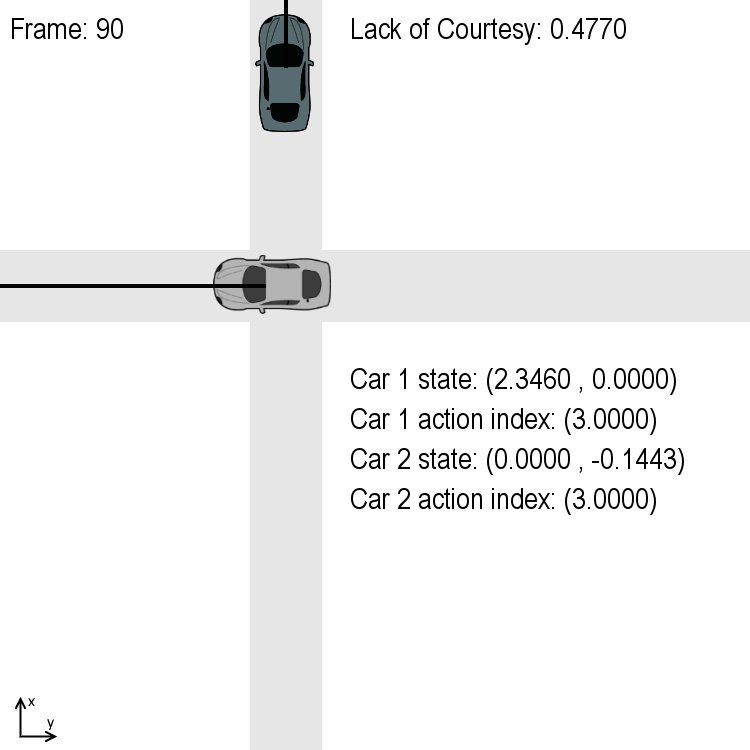 Frame: 90
Lack of Courtesy: 0.4770
Car 1 state: (2.3460 , 0.0000)
Car 1 action index: (3.0000)
Car 2 state: (0.0000 , -0.1443)
Car 2 action index: (3.0000)
x
y